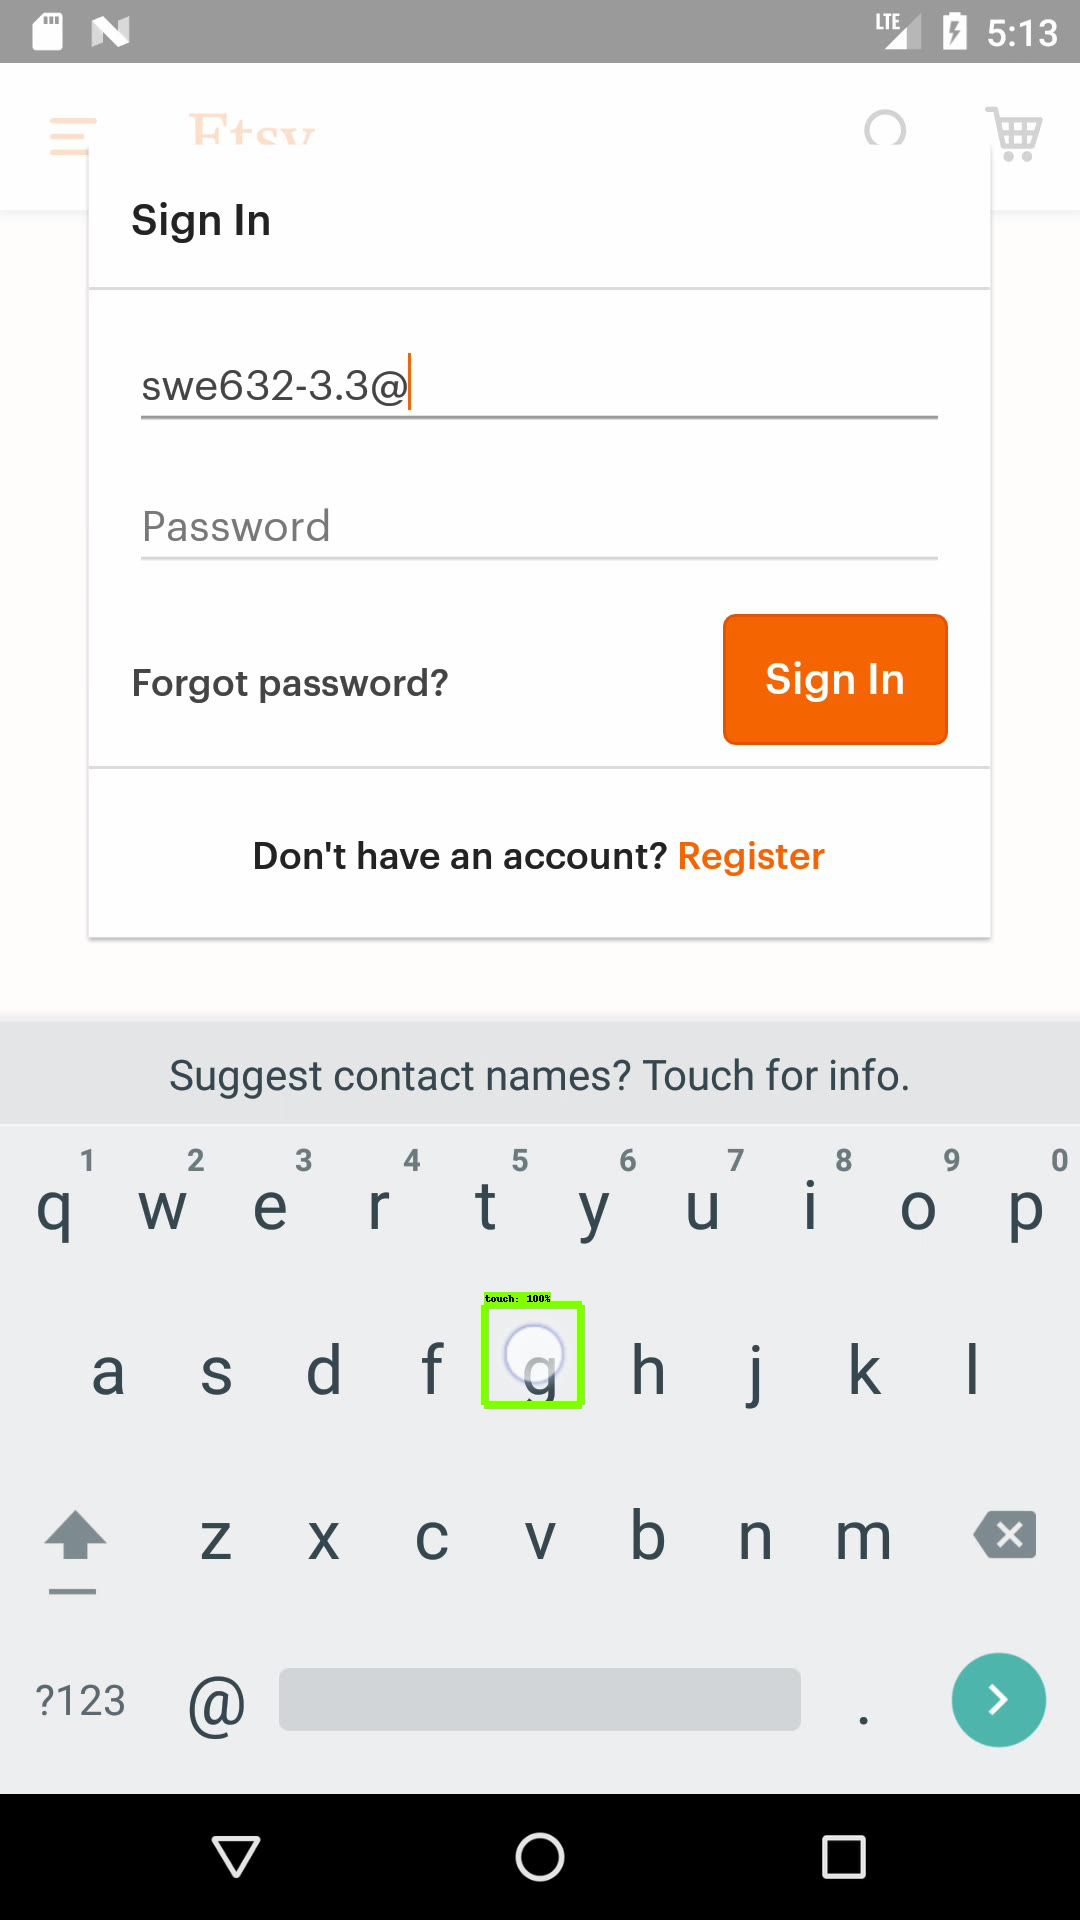 LTE 5:13
Etsy
Sign In
swe632-3.3@
Password
Forgot password?
Sign In
Don't have an account? Register
Suggest contact names? Touch for info.
1 2 3 4 5 6 7 8 9 0
q w e r t y u i o p
touch: 100%
a s d f g h j k l
z x c v b n m
?123 @ .